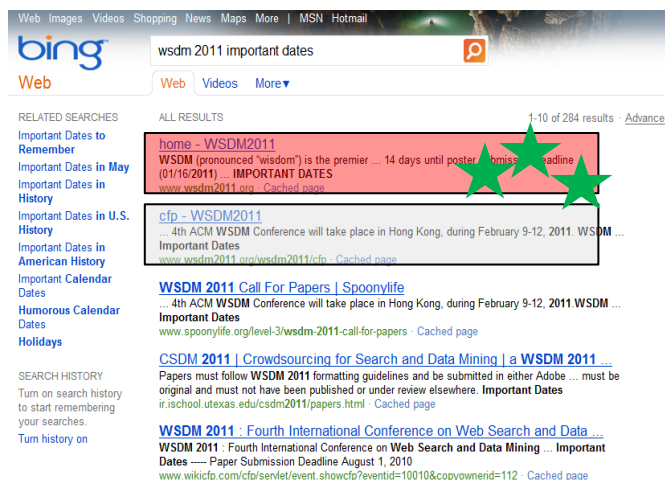 Web Images Videos Shopping News Maps More | MSN Hotmail
bing
wsdm 2011 important dates
Web
Web Videos More▼
RELATED SEARCHES
Important Dates to
Remember
Important Dates in May
Important Dates in
History
Important Dates in U.S.
History
Important Dates in
American History
Important Calendar
Dates
Humorous Calendar
Dates
Holidays
SEARCH HISTORY
Turn on search history
to start remembering
your searches.
Turn history on
ALL RESULTS
1-10 of 284 results · Advance
home - WSDM2011
WSDM (pronounced "wisdom") is the premier ... 14 days until poster submission deadline
(01/16/2011) ... IMPORTANT DATES
www.wsdm2011.org · Cached page
cfp - WSDM2011
... 4th ACM WSDM Conference will take place in Hong Kong, during February 9-12, 2011. WSDM ...
Important Dates
www.wsdm2011.org/wsdm2011/cfp · Cached page
WSDM 2011 Call For Papers | Spoonylife
... 4th ACM WSDM Conference will take place in Hong Kong, during February 9-12, 2011.WSDM ...
Important Dates
www.spoonylife.org/level-3/wsdm-2011-call-for-papers · Cached page
CSDM 2011 | Crowdsourcing for Search and Data Mining | a WSDM 2011 ...
Papers must follow WSDM 2011 formatting guidelines and be submitted in either Adobe ... must be
original and must not have been published or under review elsewhere. Important Dates
ir.ischool.utexas.edu/csdm2011/papers.html · Cached page
WSDM 2011 : Fourth International Conference on Web Search and Data ...
WSDM 2011 : Fourth International Conference on Web Search and Data Mining ... Important
Dates ----- Paper Submission Deadline August 1, 2010
www.wikicfp.com/cfp/servlet/event.showcfp?eventid=10010&copyownerid=112 · Cached page